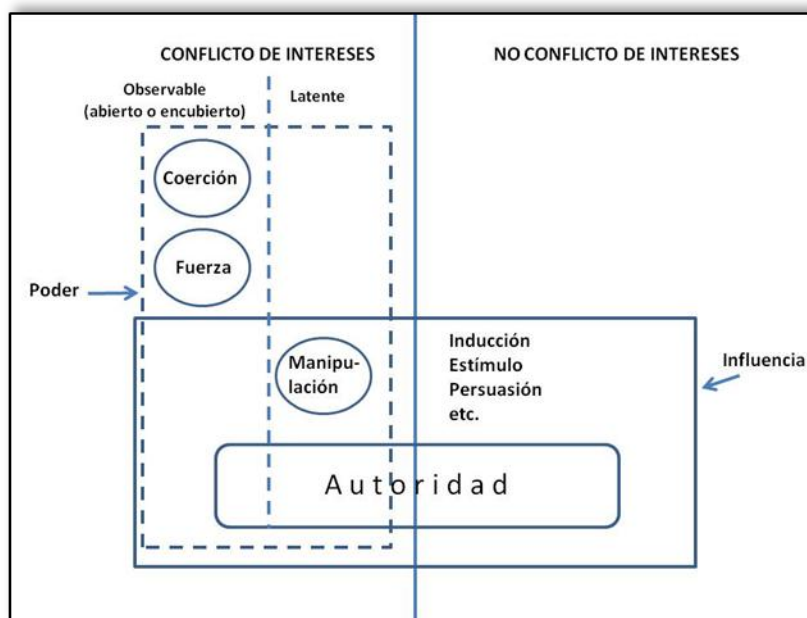 CONFLICTO DE INTERESES
NO CONFLICTO DE INTERESES
Observable
(abierto o encubierto)
Latente
Coerción
Fuerza
Poder
Manipu-
lación
Inducción
Estímulo
Persuasión
etc.
Influencia
Autoridad